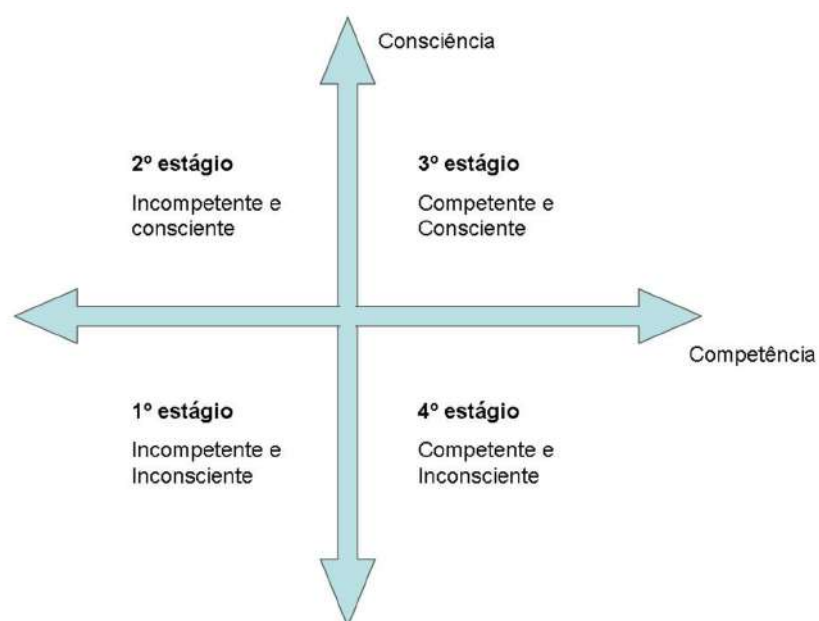 Consciência
2º estágio
Incompetente e
consciente
3º estágio
Competente e
Consciente
Competência
1º estágio
Incompetente e
Inconsciente
4º estágio
Competente e
Inconsciente